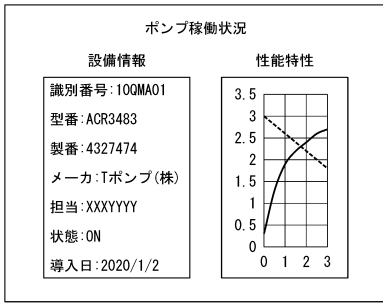 ポンプ稼働状況
設備情報
識別番号:10QMA01
型番:ACR3483
製番:4327474
メーカ:Tポンプ(株)
担当:XXXYYYY
状態:ON
導入日:2020/1/2
性能特性
3.5
3
2.5
2
1.5
1
0.5
0
0 1 2 3